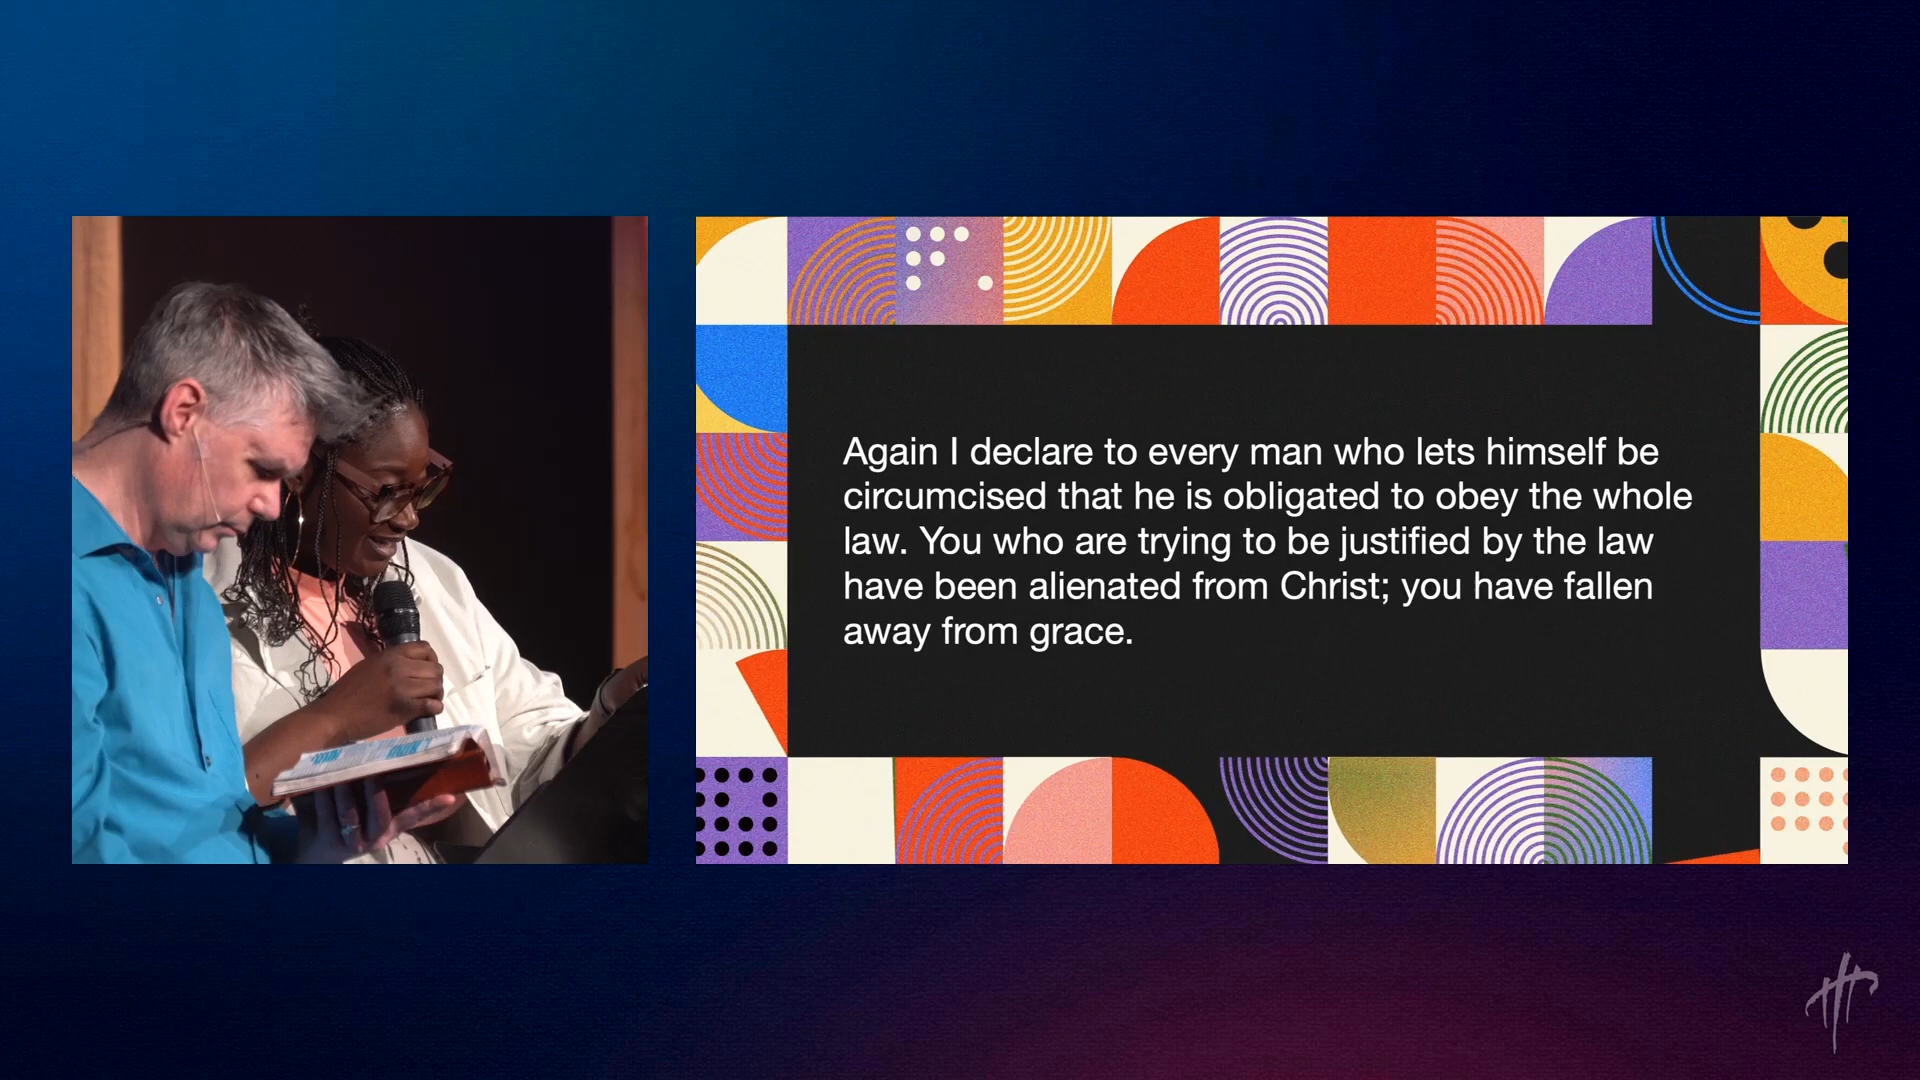 Again I declare to every man who lets himself be
circumcised that he is obligated to obey the whole
law. You who are trying to be justified by the law
have been alienated from Christ; you have fallen
away from grace.